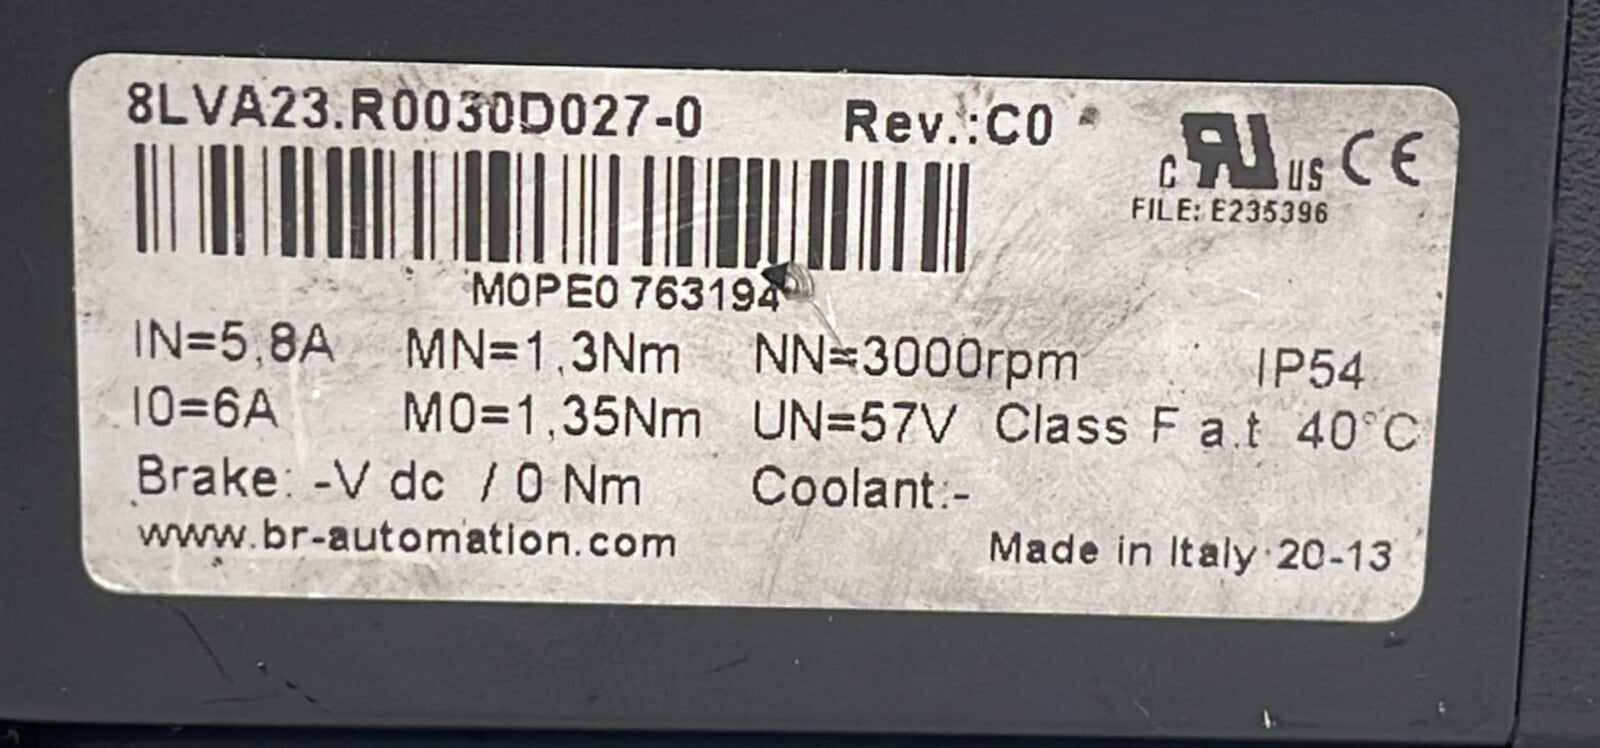 8LVA23.R0030D027-0 Rev.:C0
c RU us CE
FILE: E235396
M0PE0 763194
IN=5,8A MN=1,3Nm NN=3000rpm IP54
I0=6A M0=1,35Nm UN=57V Class F a.t 40°C
Brake: -V dc / 0 Nm Coolant:-
www.br-automation.com
Made in Italy 20-13